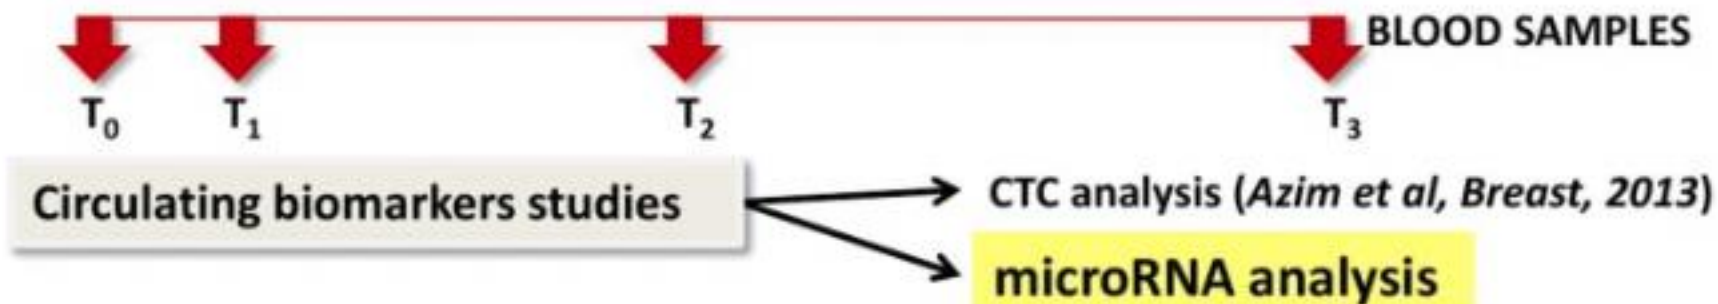 BLOOD SAMPLES
T₀ T₁ T₂ T₃
Circulating biomarkers studies
CTC analysis (Azim et al, Breast, 2013)
microRNA analysis